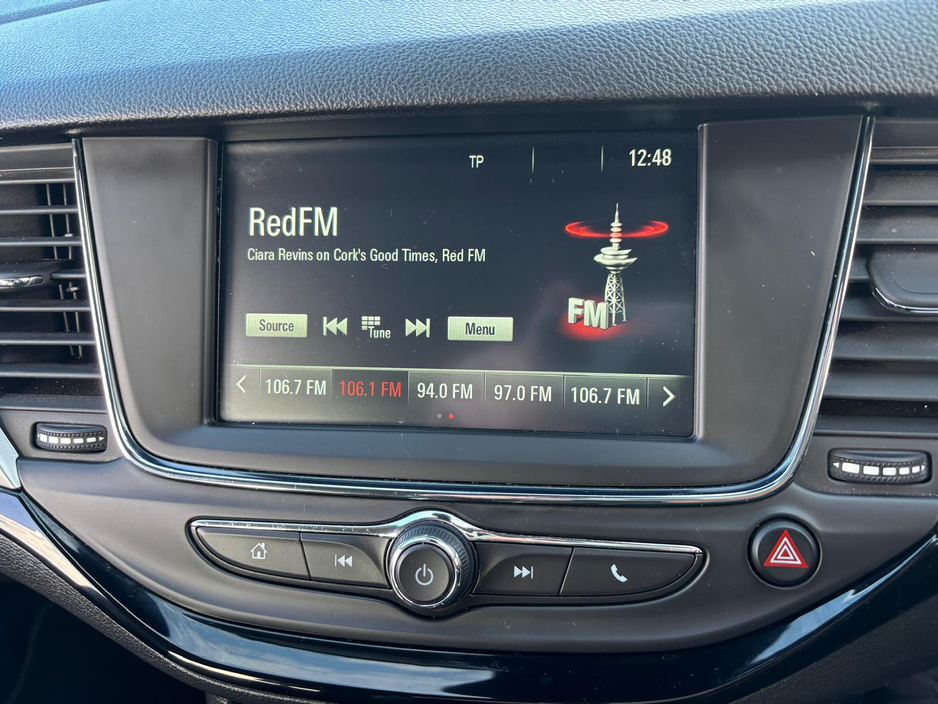 TP 12:48
RedFM
Ciara Revins on Cork's Good Times, Red FM
FM
Source Tune Menu
106.7 FM 106.1 FM 94.0 FM 97.0 FM 106.7 FM